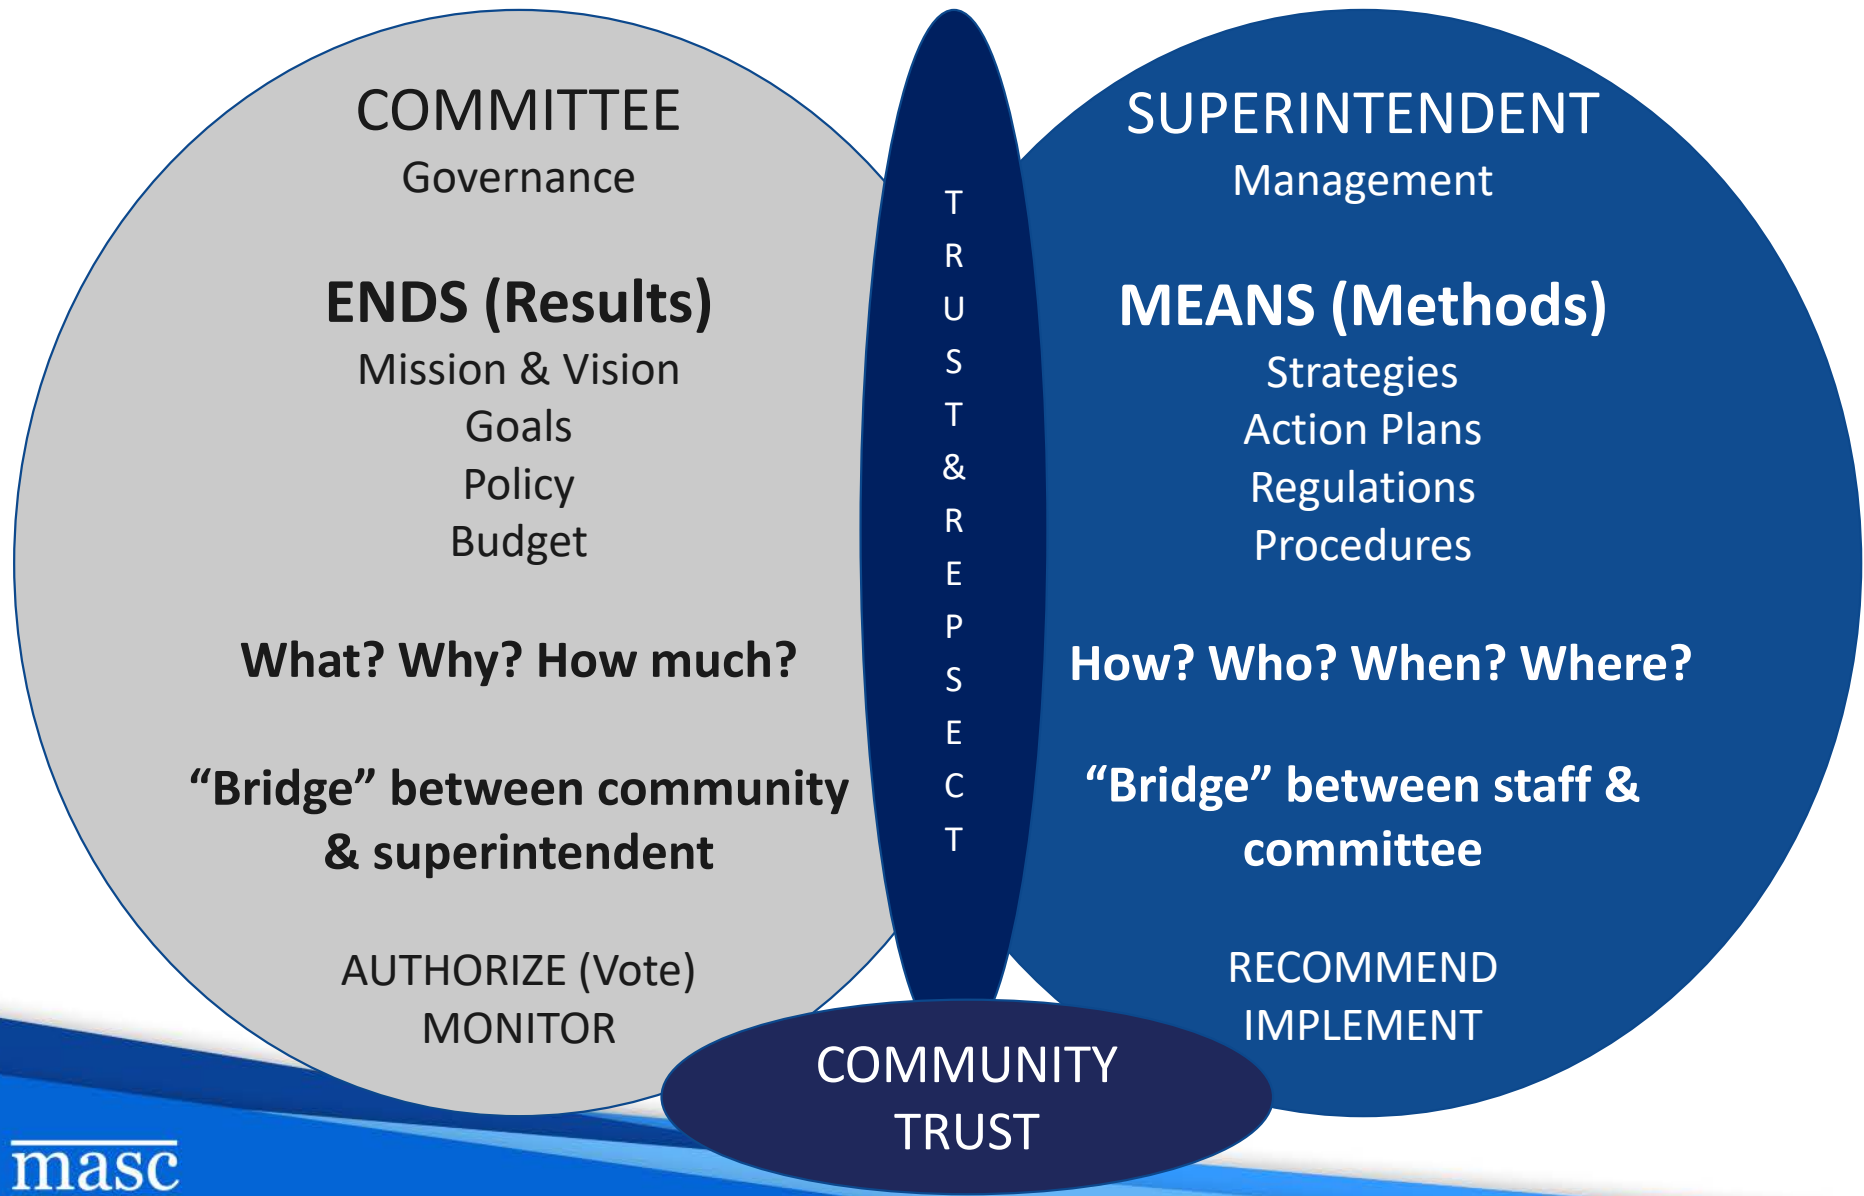 COMMITTEE
Governance
ENDS (Results)
Mission & Vision
Goals
Policy
Budget
What? Why? How much?
“Bridge” between community
& superintendent
AUTHORIZE (Vote)
MONITOR
T
R
U
S
T
&
R
E
P
S
E
C
T
SUPERINTENDENT
Management
MEANS (Methods)
Strategies
Action Plans
Regulations
Procedures
How? Who? When? Where?
“Bridge” between staff &
committee
RECOMMEND
IMPLEMENT
COMMUNITY
TRUST
masc